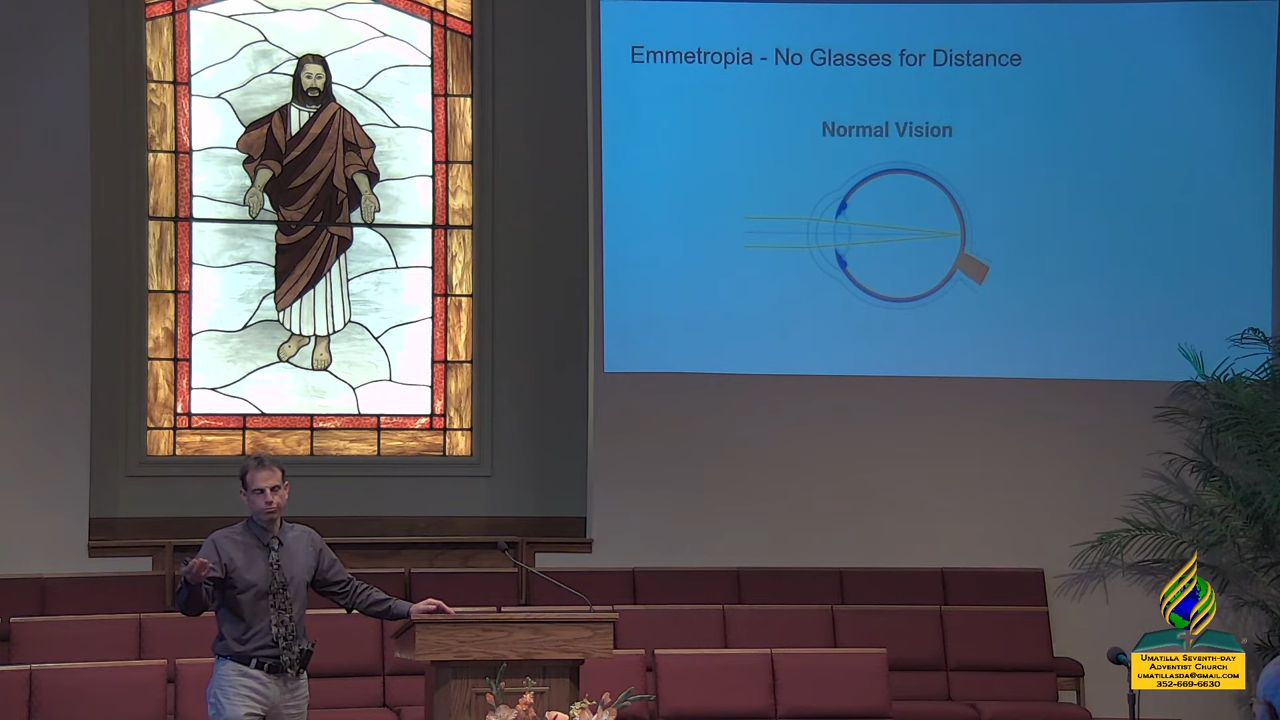 Emmetropia - No Glasses for Distance
Normal Vision
Umatilla Seventh-day
Adventist Church
umatillasda@gmail.com
352-669-6630